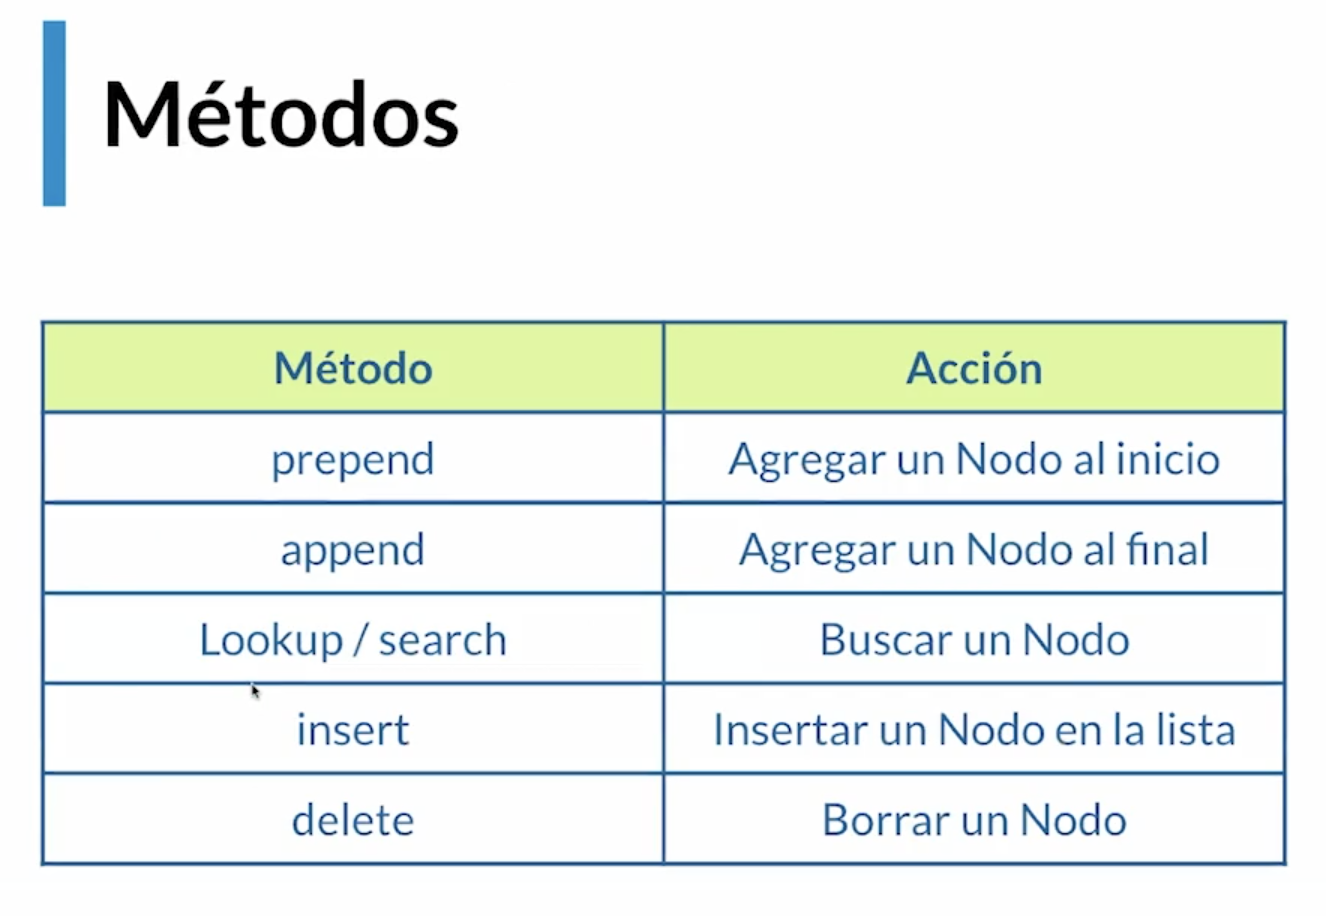 Métodos
Método Acción
prepend Agregar un Nodo al inicio
append Agregar un Nodo al final
Lookup / search Buscar un Nodo
insert Insertar un Nodo en la lista
delete Borrar un Nodo